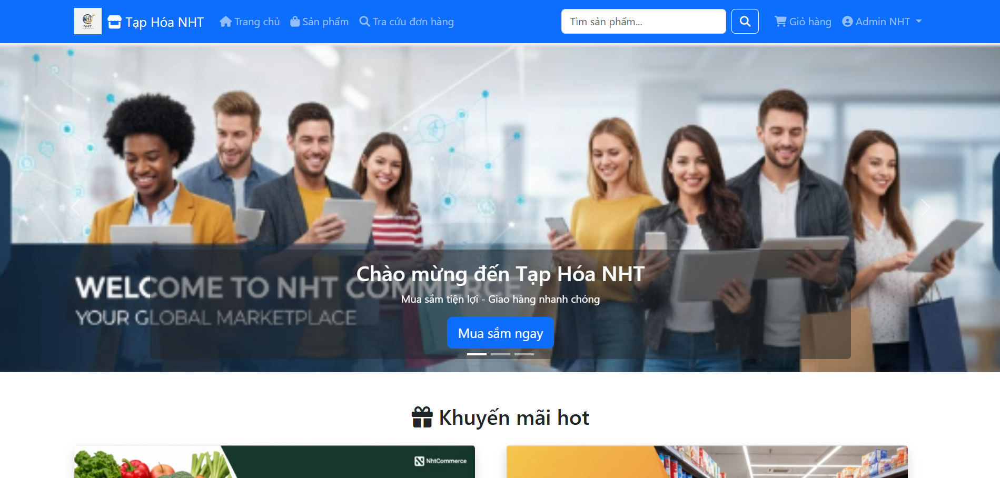 NHT
Tạp Hóa NHT
Trang chủ
Sản phẩm
Tra cứu đơn hàng
Tìm sản phẩm...
Giỏ hàng
Admin NHT
WELCOME TO NHT COMMERCE
YOUR GLOBAL MARKETPLACE
Chào mừng đến Tạp Hóa NHT
Mua sắm tiện lợi - Giao hàng nhanh chóng
Mua sắm ngay
Khuyến mãi hot
NhtCommerce